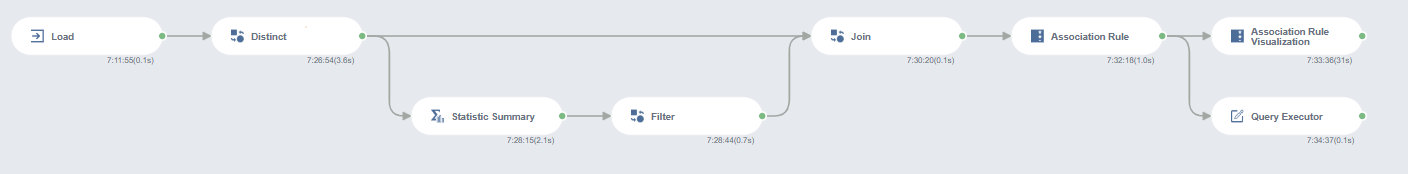 Load
7:11:55(0.1s)
Distinct
7:26:54(3.6s)
Statistic Summary
7:28:15(2.1s)
Filter
7:28:44(0.7s)
Join
7:30:20(0.1s)
Association Rule
7:32:18(1.0s)
Association Rule
Visualization
7:33:36(31s)
Query Executor
7:34:37(0.1s)